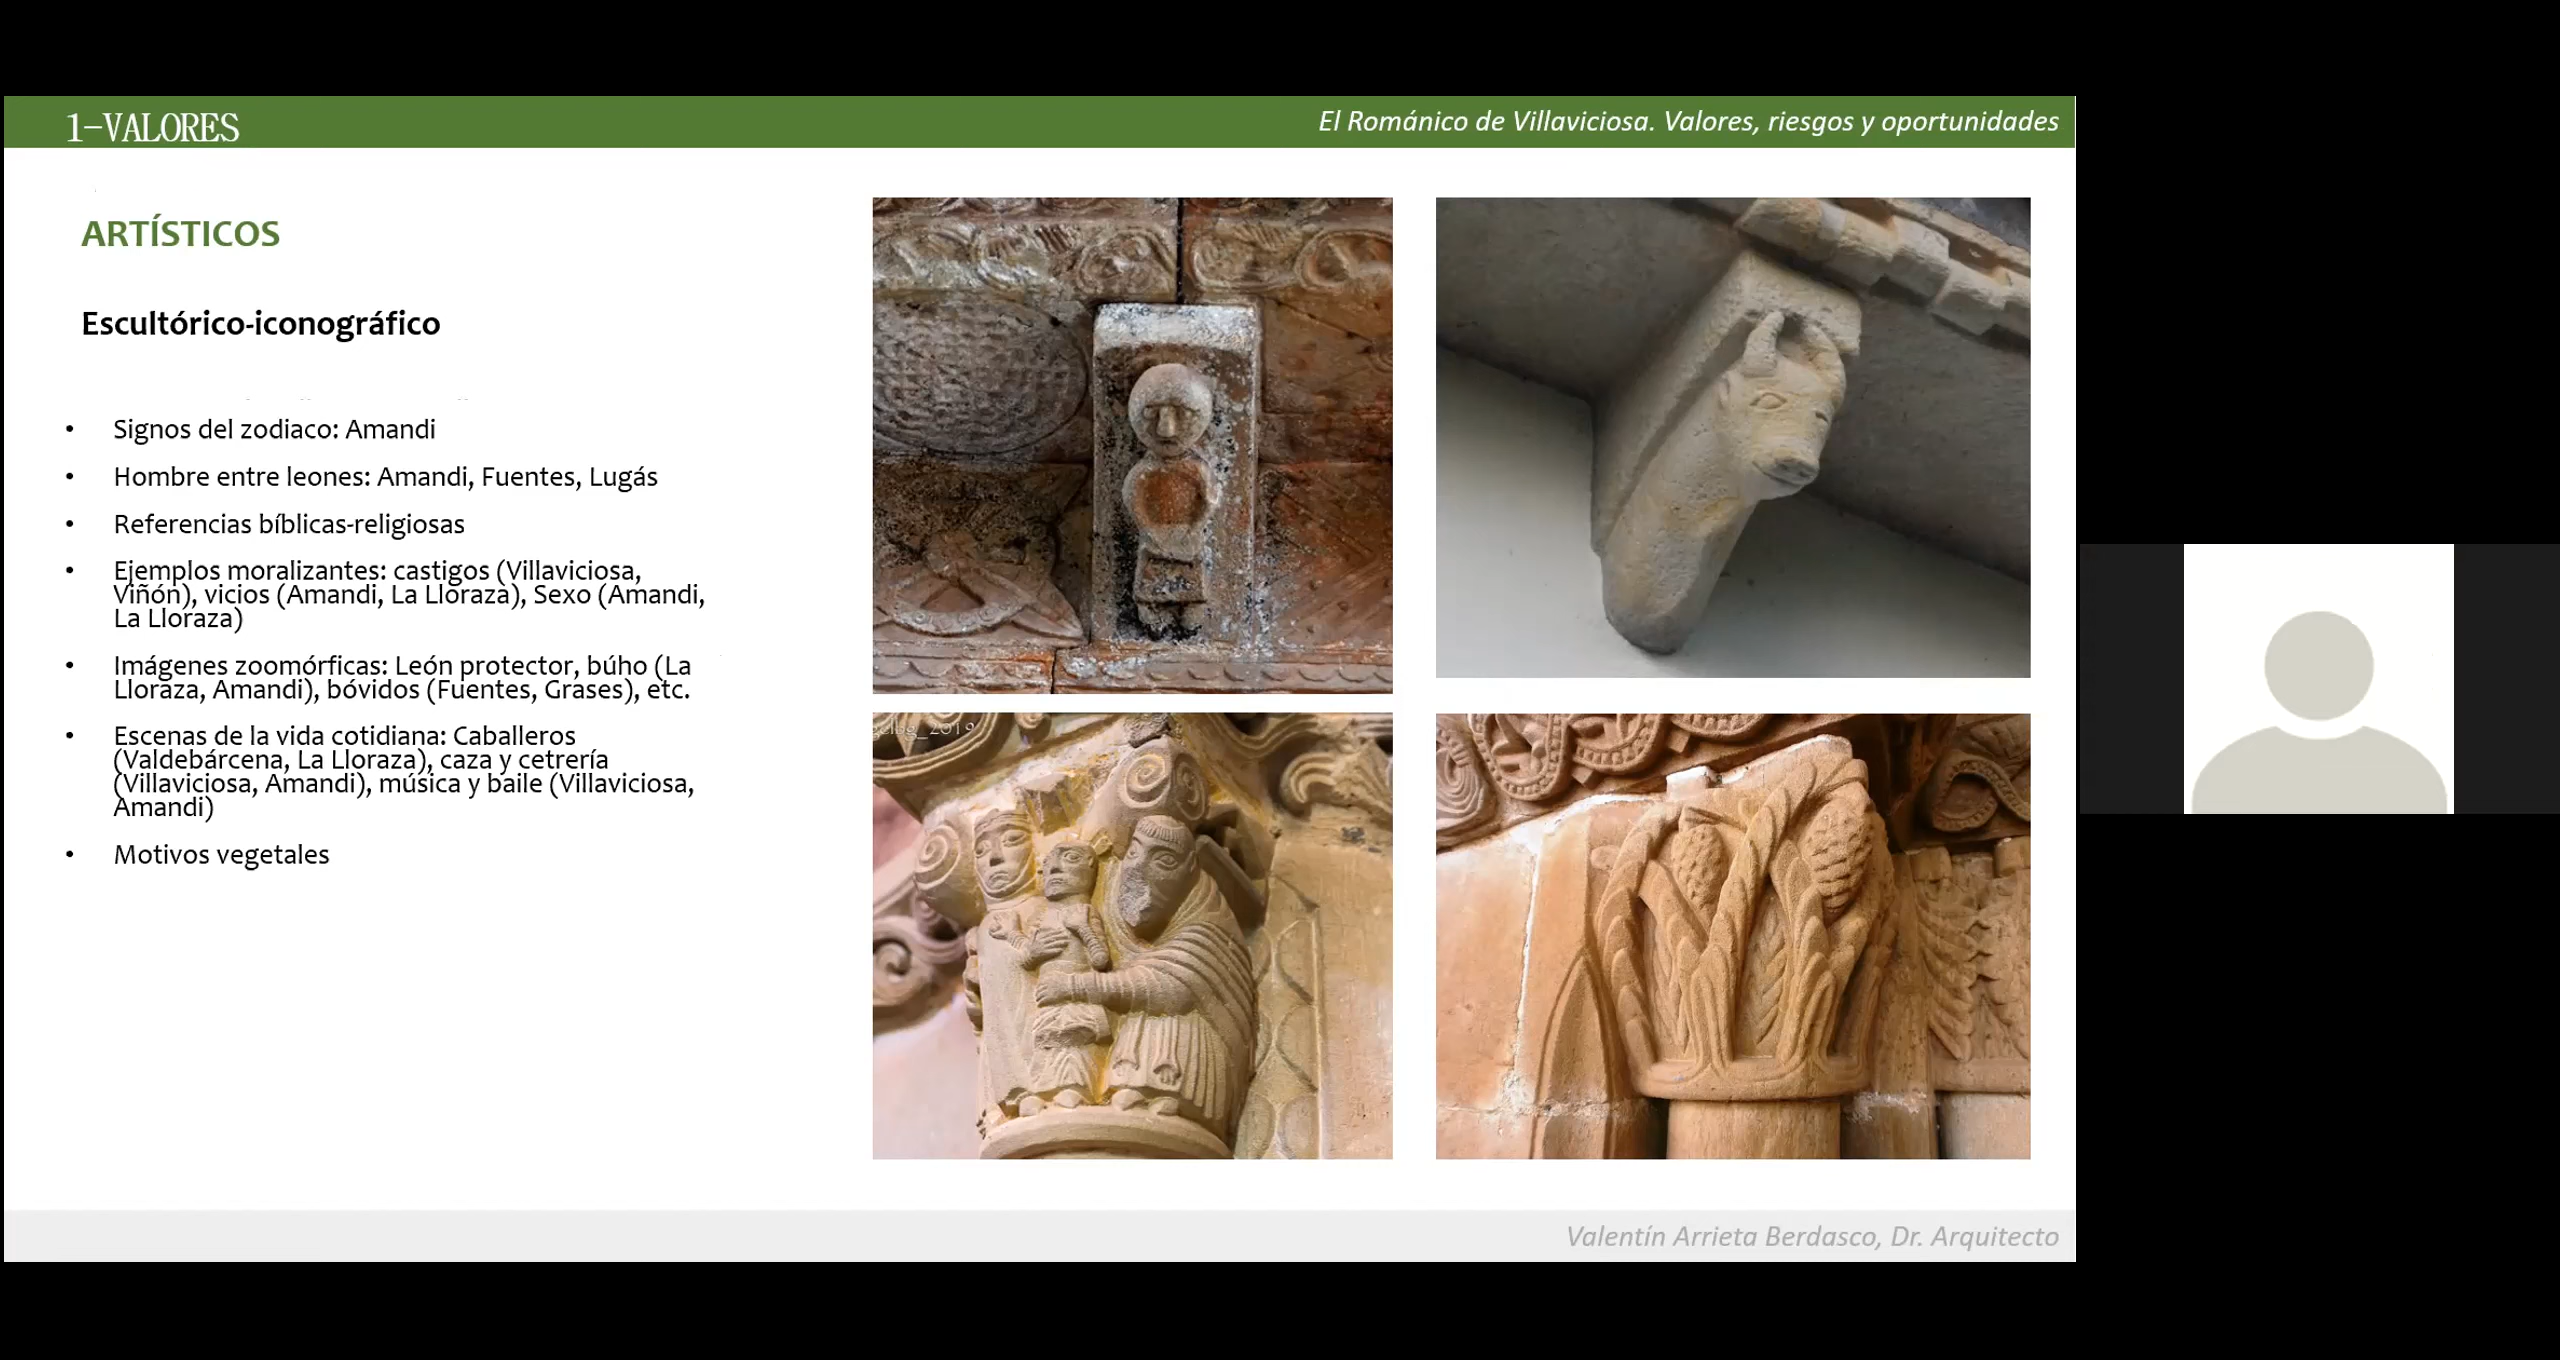 1-VALORES
El Románico de Villaviciosa. Valores, riesgos y oportunidades
ARTÍSTICOS
Escultórico-iconográfico
• Signos del zodiaco: Amandi
• Hombre entre leones: Amandi, Fuentes, Lugás
• Referencias bíblicas-religiosas
• Ejemplos moralizantes: castigos (Villaviciosa,
Viñón), vicios (Amandi, La Lloraza), Sexo (Amandi,
La Lloraza)
• Imágenes zoomórficas: León protector, búho (La
Lloraza, Amandi), bóvidos (Fuentes, Grases), etc.
• Escenas de la vida cotidiana: Caballeros
(Valdebárcena, La Lloraza), caza y cetrería
(Villaviciosa, Amandi), música y baile (Villaviciosa,
Amandi)
• Motivos vegetales
Valentín Arrieta Berdasco, Dr. Arquitecto